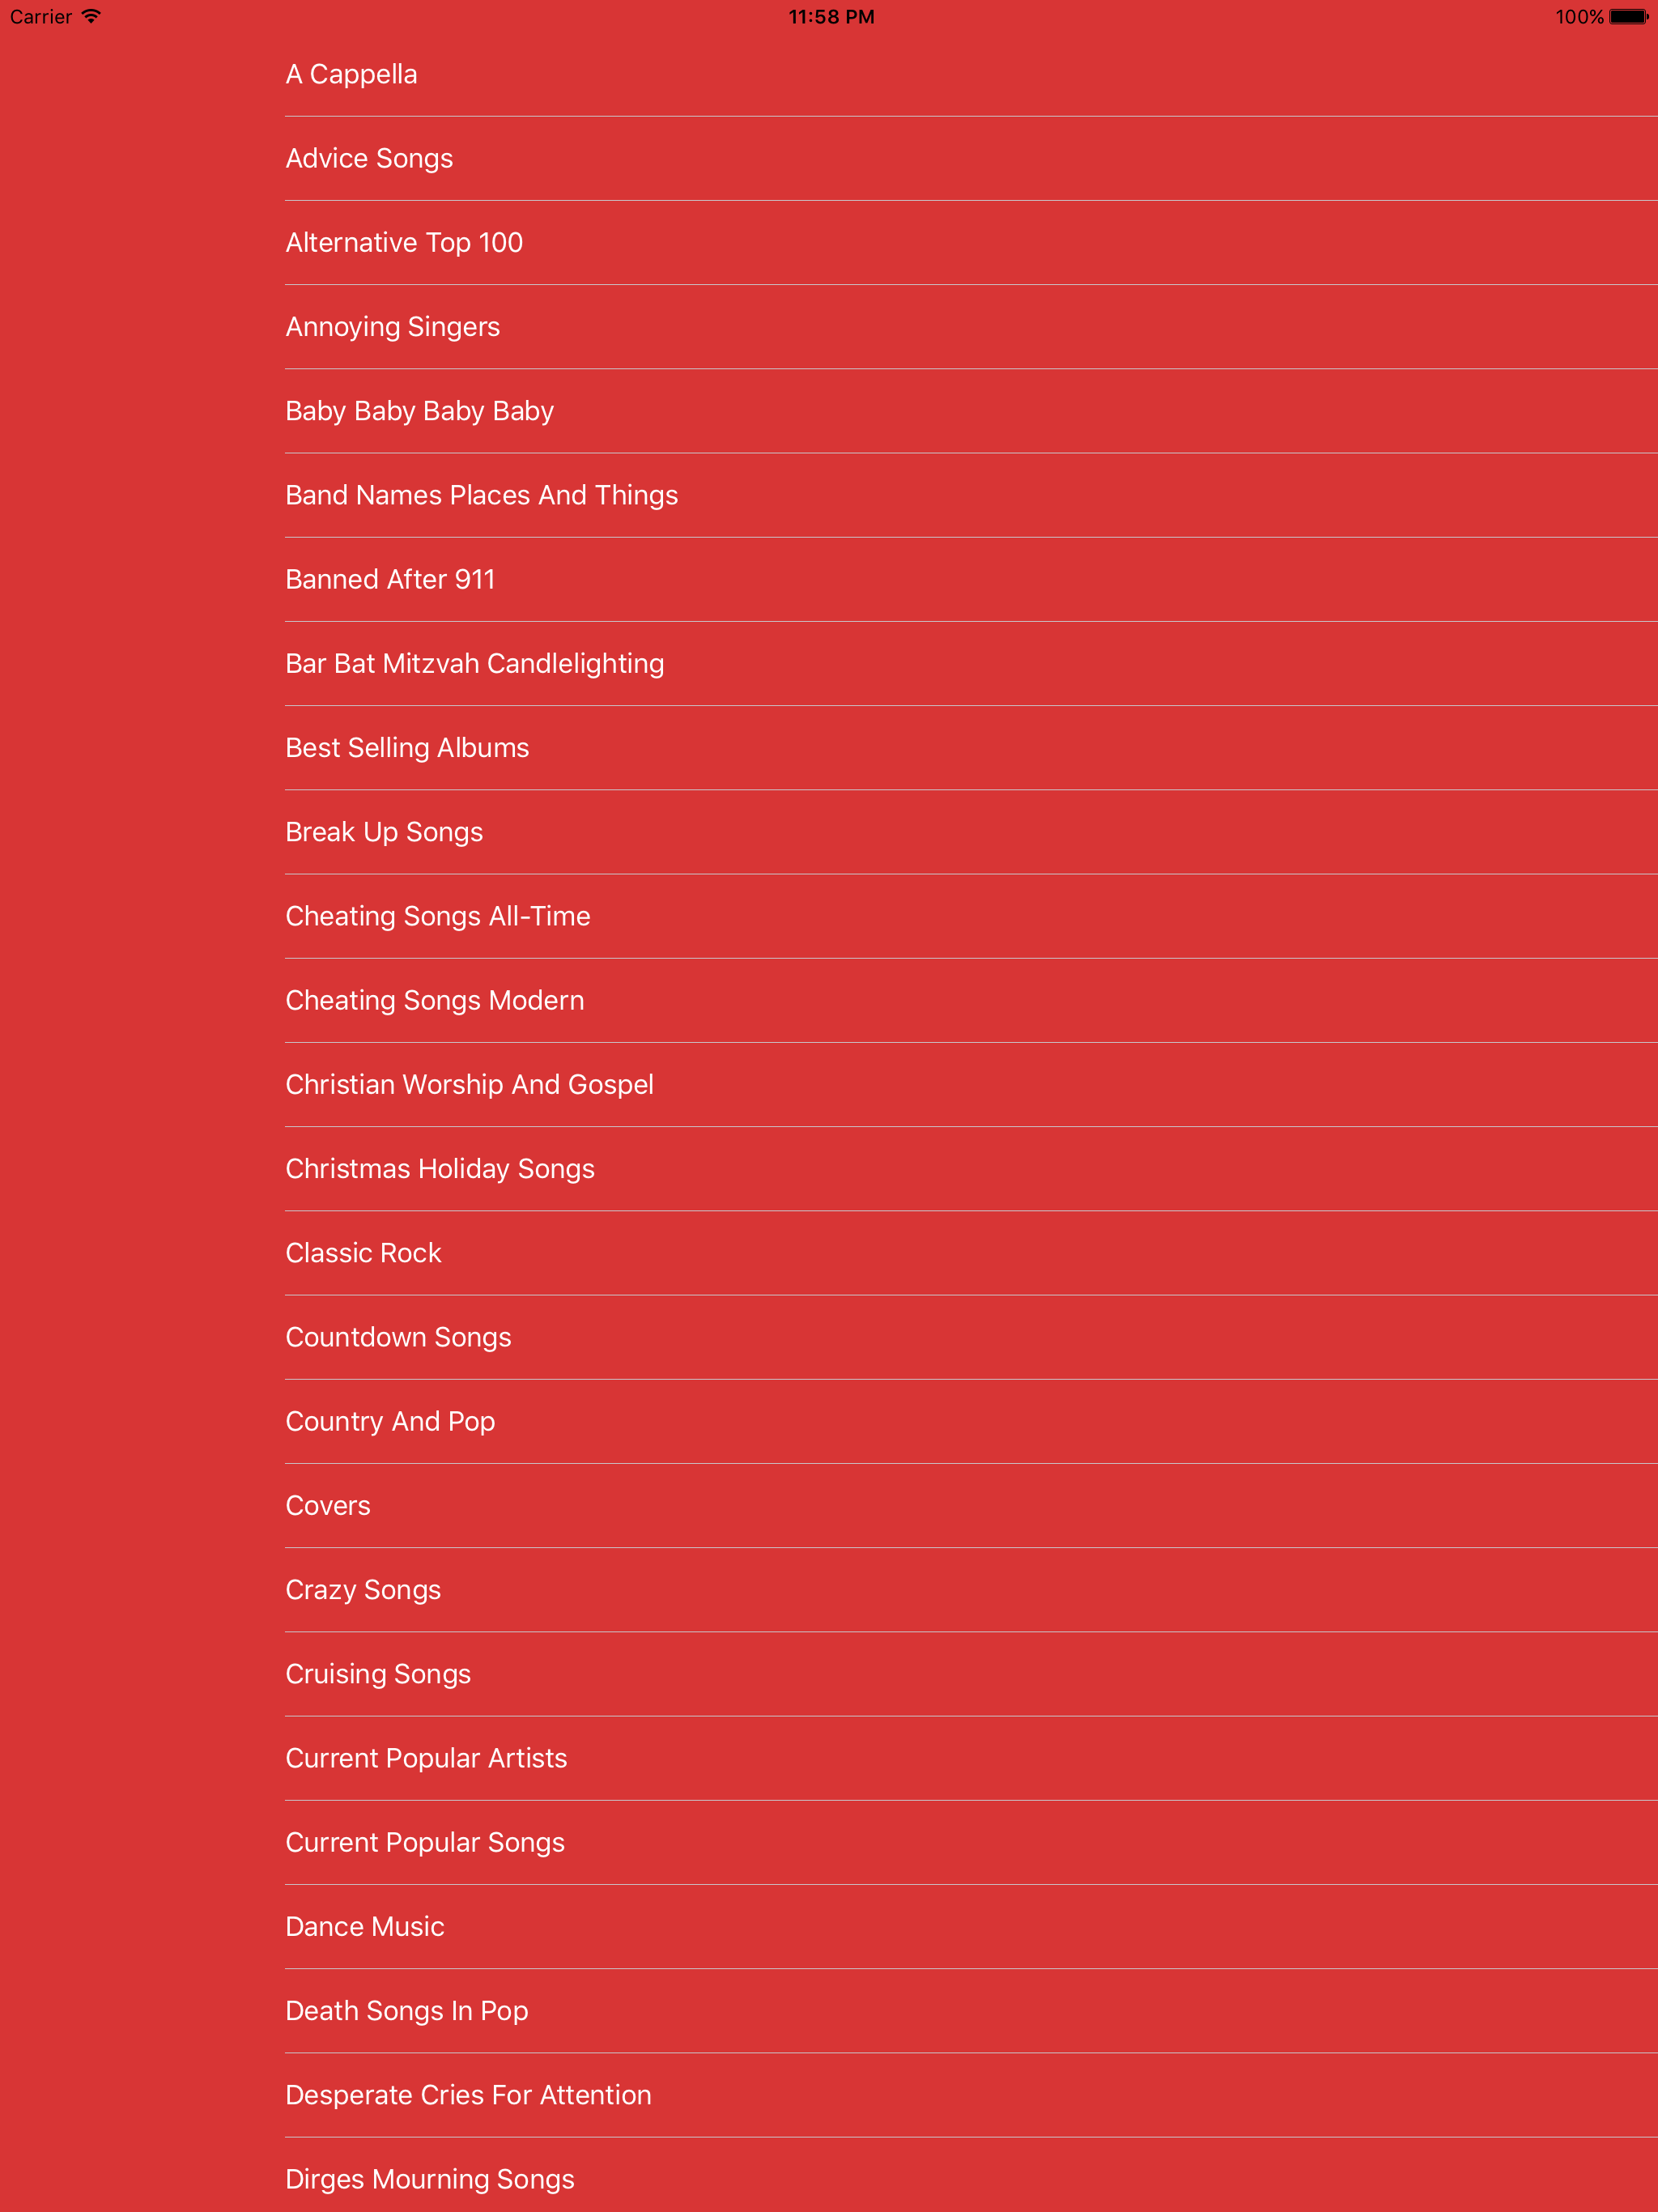 Carrier 11:58 PM 100%
A Cappella
Advice Songs
Alternative Top 100
Annoying Singers
Baby Baby Baby Baby
Band Names Places And Things
Banned After 911
Bar Bat Mitzvah Candlelighting
Best Selling Albums
Break Up Songs
Cheating Songs All-Time
Cheating Songs Modern
Christian Worship And Gospel
Christmas Holiday Songs
Classic Rock
Countdown Songs
Country And Pop
Covers
Crazy Songs
Cruising Songs
Current Popular Artists
Current Popular Songs
Dance Music
Death Songs In Pop
Desperate Cries For Attention
Dirges Mourning Songs